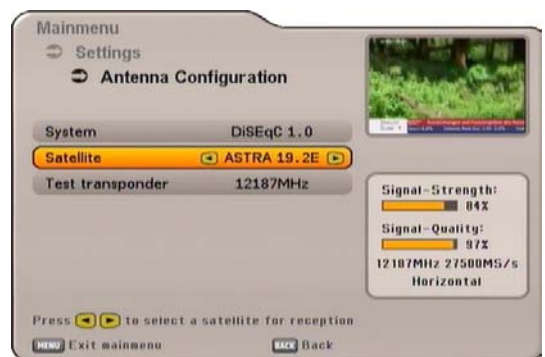 Mainmenu
Settings
Antenna Configuration
System DiSEqC 1.0
Satellite ASTRA 19.2E
Test transponder 12187MHz
Signal-Strength:
84%
Signal-Quality:
97%
12187MHz 27500MS/s
Horizontal
Press to select a satellite for reception
MENU Exit mainmenu BACK Back